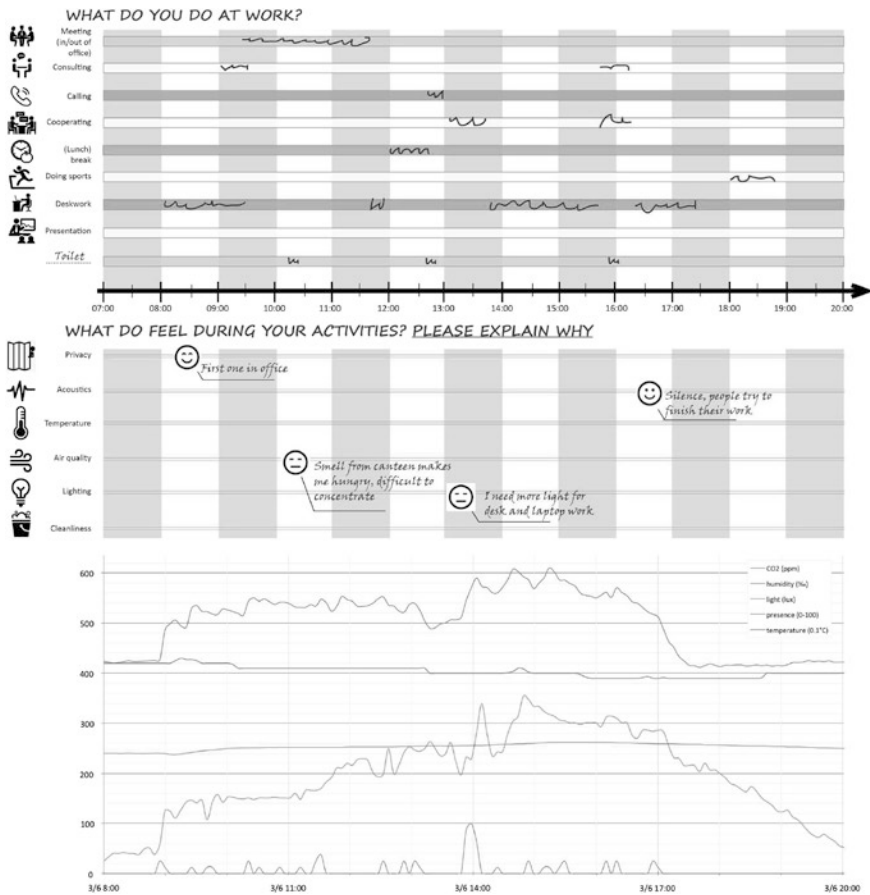 WHAT DO YOU DO AT WORK?
Meeting
(in/out of
office)
Consulting
Calling
Cooperating
(Lunch)
break
Doing sports
Deskwork
Presentation
Toilet
07:00 08:00 09:00 10:00 11:00 12:00 13:00 14:00 15:00 16:00 17:00 18:00 19:00 20:00
WHAT DO FEEL DURING YOUR ACTIVITIES? PLEASE EXPLAIN WHY
Privacy
First one in office
Acoustics
Silence, people try to
finish their work
Temperature
Air quality
Smell from canteen makes
me hungry, difficult to
concentrate
Lighting
I need more light for
desk and laptop work
Cleanliness
600
500
400
300
200
100
0
CO2 (ppm)
humidity (‰)
light (lux)
presence (0-100)
temperature (0.1°C)
3/6 8:00 3/6 11:00 3/6 14:00 3/6 17:00 3/6 20:00